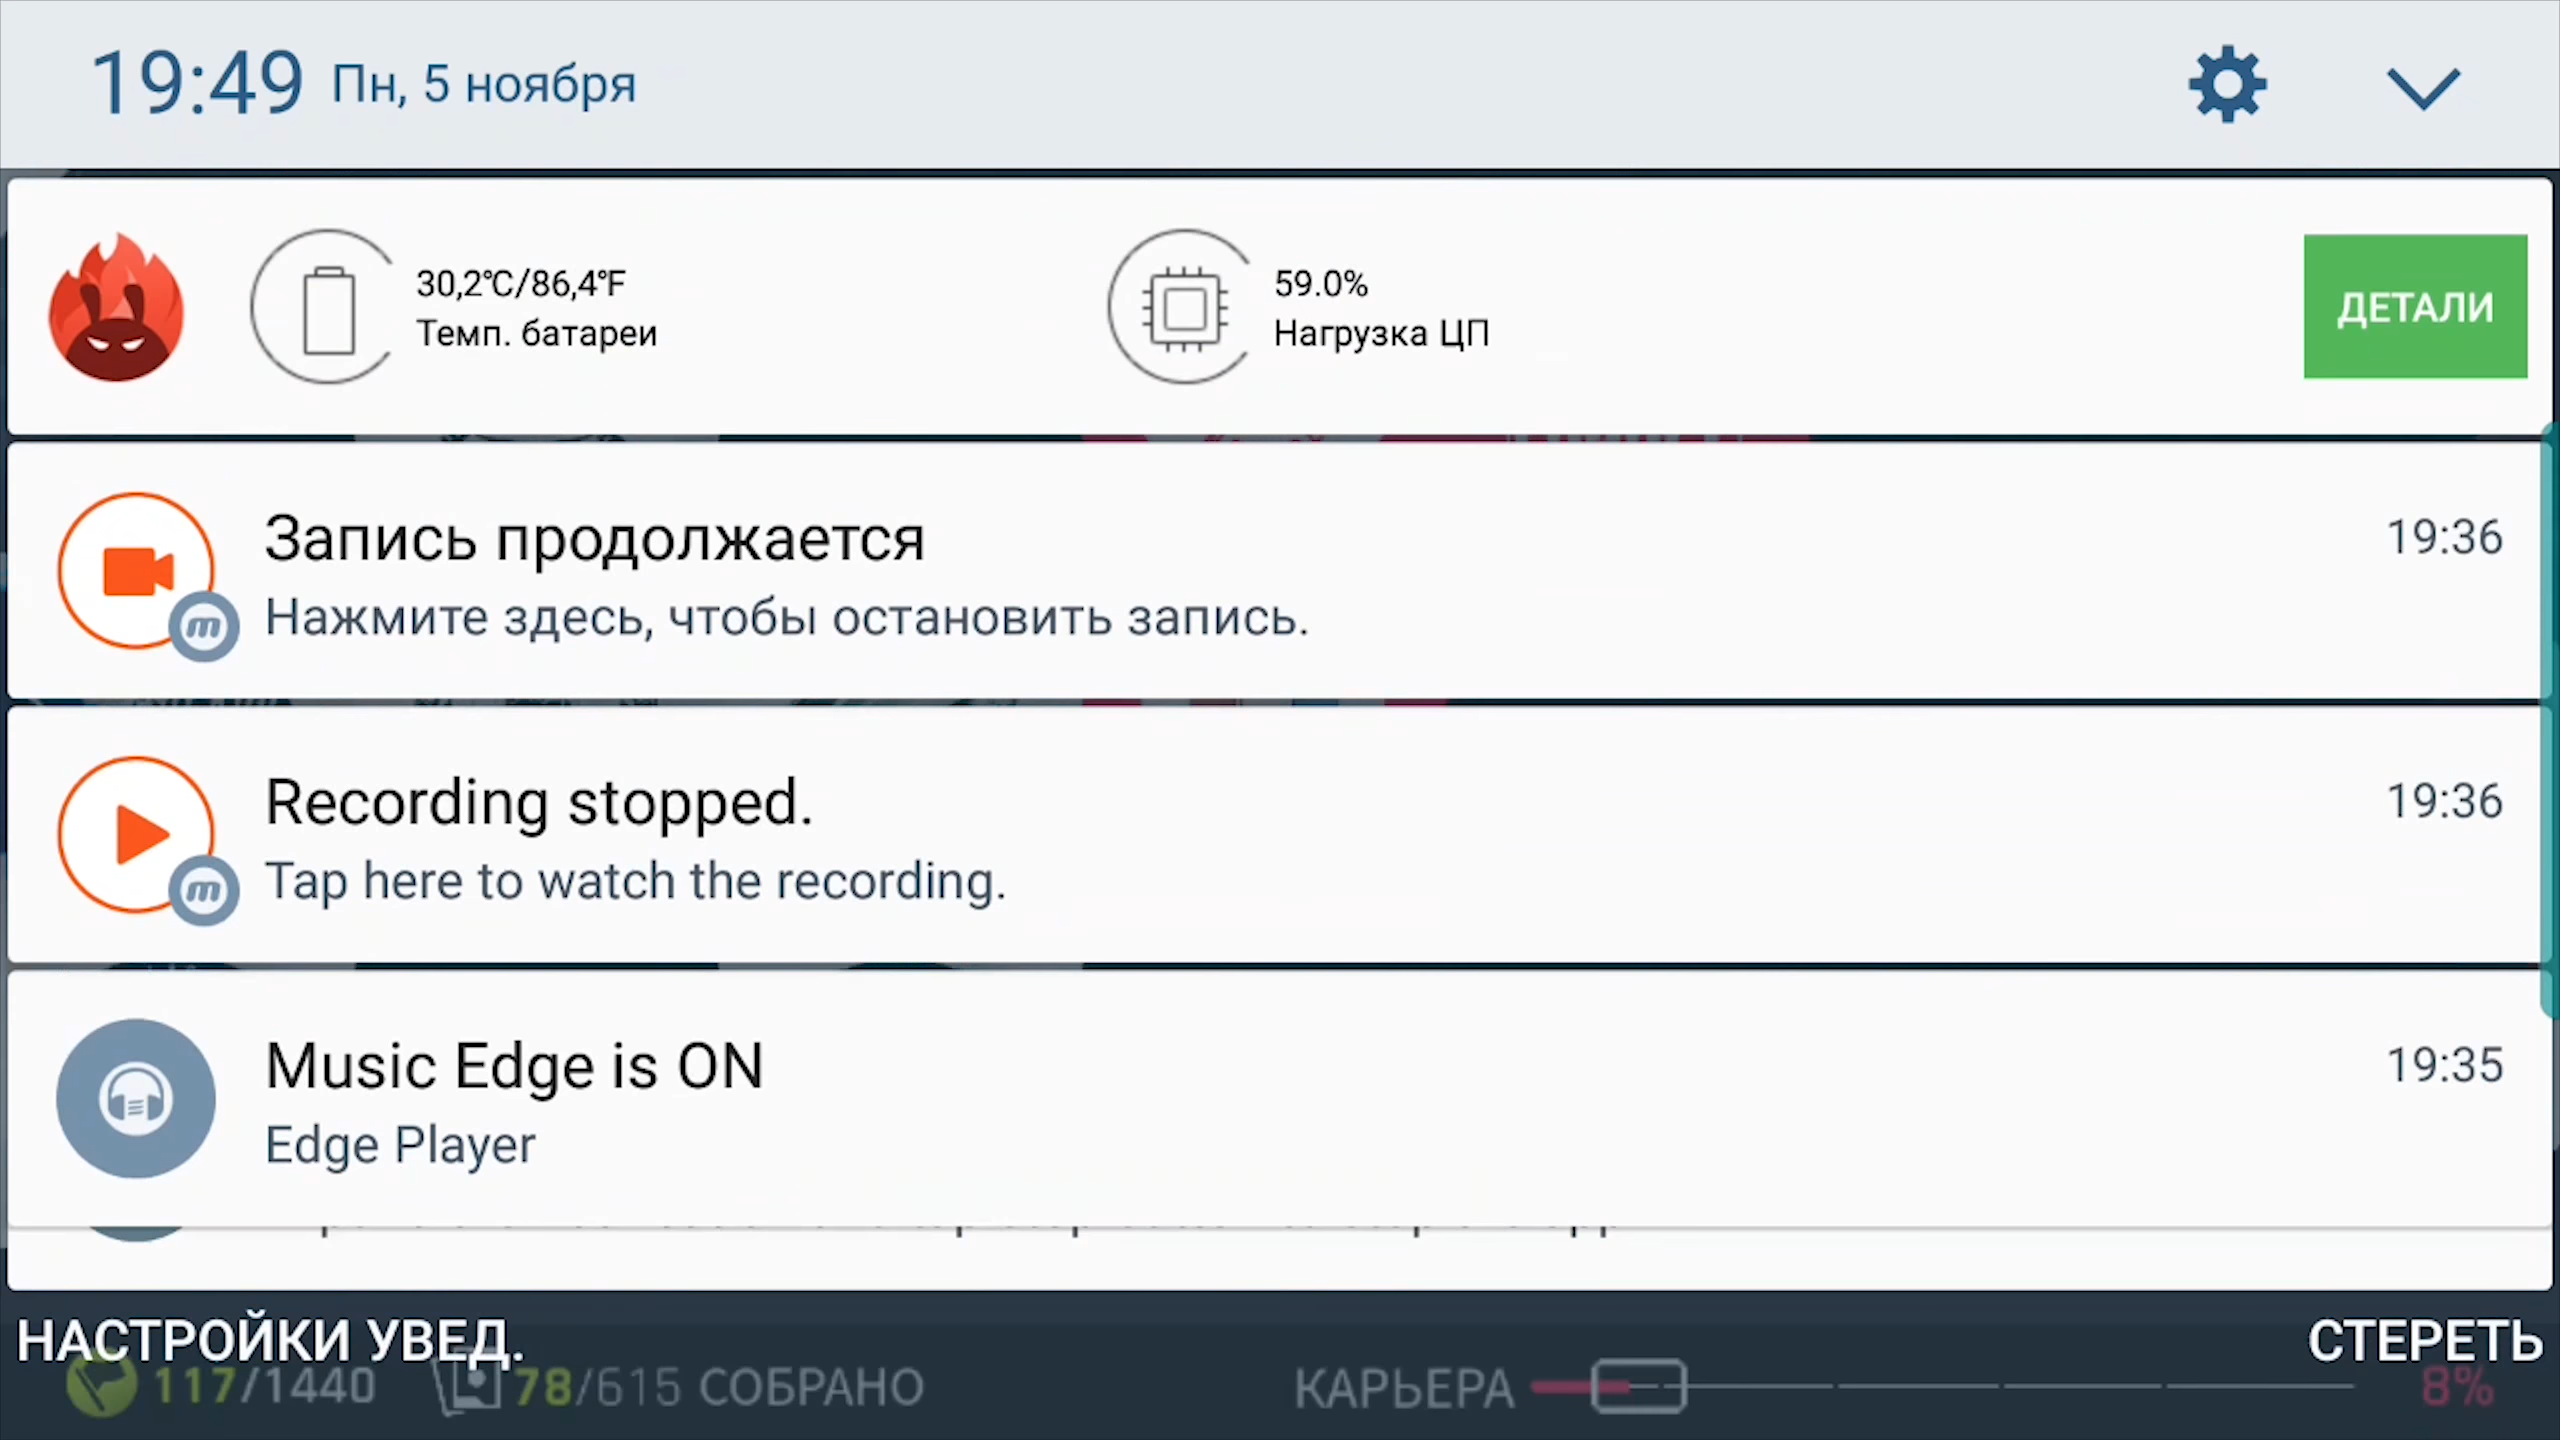 19:49 Пн, 5 ноября
30,2℃/86,4℉
Темп. батареи
59.0%
Нагрузка ЦП
ДЕТАЛИ
Запись продолжается
19:36
Нажмите здесь, чтобы остановить запись.
Recording stopped.
19:36
Tap here to watch the recording.
Music Edge is ON
19:35
Edge Player
НАСТРОЙКИ УВЕД.
СТЕРЕТЬ
117/1440
78/615 СОБРАНО
КАРЬЕРА
8%